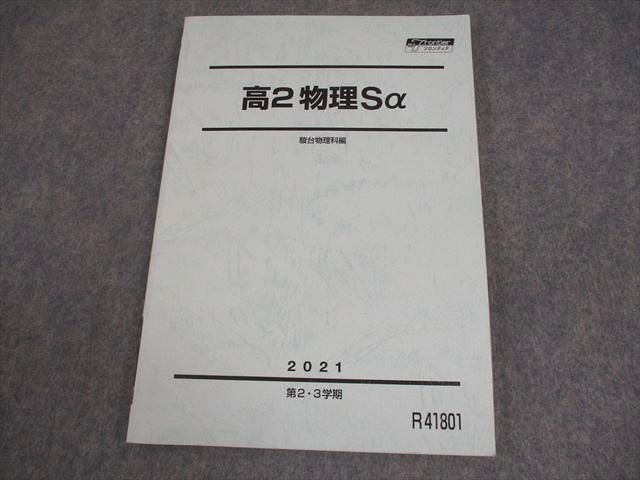 Frontier
フロンティア
高2 物理Sα
駿台物理科編
2021
第2・3学期
R41801